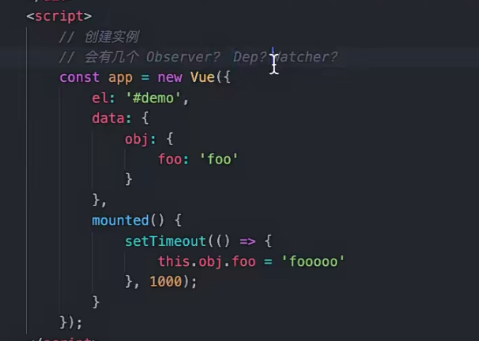 <script>
// 创建实例
// 会有几个 Observer? Dep?Watcher?
const app = new Vue({
el: '#demo',
data: {
obj: {
foo: 'foo'
}
},
mounted() {
setTimeout(() => {
this.obj.foo = 'fooooo'
}, 1000);
}
});